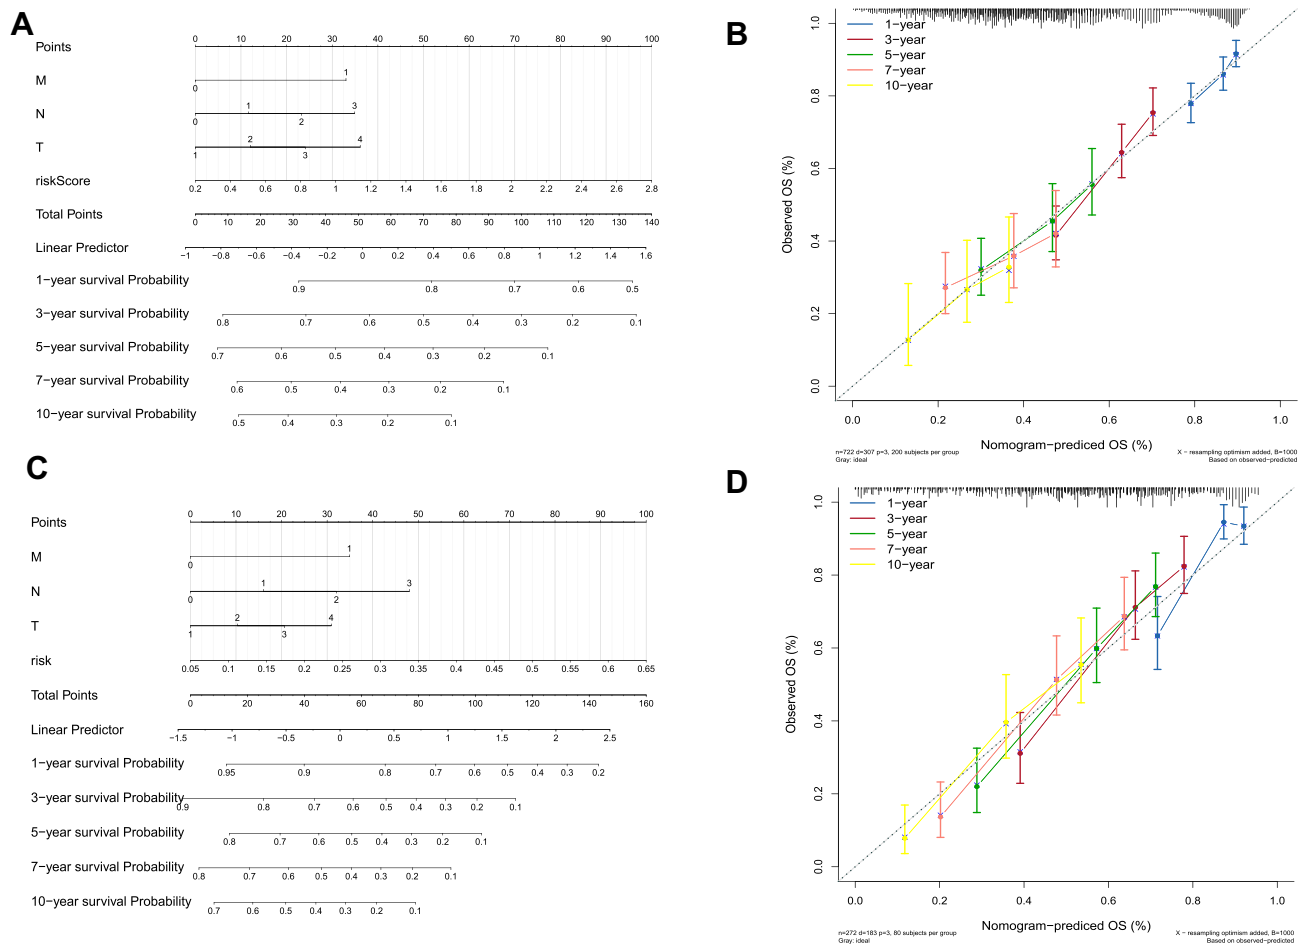 A
Points
0 10 20 30 40 50 60 70 80 90 100
M
1
0
N
1 3
0 2
T
2 4
1 3
riskScore
0.2 0.4 0.6 0.8 1 1.2 1.4 1.6 1.8 2 2.2 2.4 2.6 2.8
Total Points
0 10 20 30 40 50 60 70 80 90 100 110 120 130 140
Linear Predictor
−1 −0.8 −0.6 −0.4 −0.2 0 0.2 0.4 0.6 0.8 1 1.2 1.4 1.6
1−year survival Probability
0.9 0.8 0.7 0.6 0.5
3−year survival Probability
0.8 0.7 0.6 0.5 0.4 0.3 0.2 0.1
5−year survival Probability
0.7 0.6 0.5 0.4 0.3 0.2 0.1
7−year survival Probability
0.6 0.5 0.4 0.3 0.2 0.1
10−year survival Probability
0.5 0.4 0.3 0.2 0.1
B
1−year
3−year
5−year
7−year
10−year
Observed OS (%)
1.0
0.8
0.6
0.4
0.2
0.0
0.0 0.2 0.4 0.6 0.8 1.0
Nomogram−prediced OS (%)
n=722 d=307 p=3, 200 subjects per group
Gray: ideal
X − resampling optimism added, B=1000
Based on observed−predicted
C
Points
0 10 20 30 40 50 60 70 80 90 100
M
1
0
N
1 3
0 2
T
2 4
1 3
risk
0.05 0.1 0.15 0.2 0.25 0.3 0.35 0.4 0.45 0.5 0.55 0.6 0.65
Total Points
0 20 40 60 80 100 120 140 160
Linear Predictor
−1.5 −1 −0.5 0 0.5 1 1.5 2 2.5
1−year survival Probability
0.95 0.9 0.8 0.7 0.6 0.5 0.4 0.3 0.2
3−year survival Probability
0.9 0.8 0.7 0.6 0.5 0.4 0.3 0.2 0.1
5−year survival Probability
0.8 0.7 0.6 0.5 0.4 0.3 0.2 0.1
7−year survival Probability
0.8 0.7 0.6 0.5 0.4 0.3 0.2 0.1
10−year survival Probability
0.7 0.6 0.5 0.4 0.3 0.2 0.1
D
1−year
3−year
5−year
7−year
10−year
Observed OS (%)
1.0
0.8
0.6
0.4
0.2
0.0
0.0 0.2 0.4 0.6 0.8 1.0
Nomogram−prediced OS (%)
n=272 d=183 p=3, 80 subjects per group
Gray: ideal
X − resampling optimism added, B=1000
Based on observed−predicted